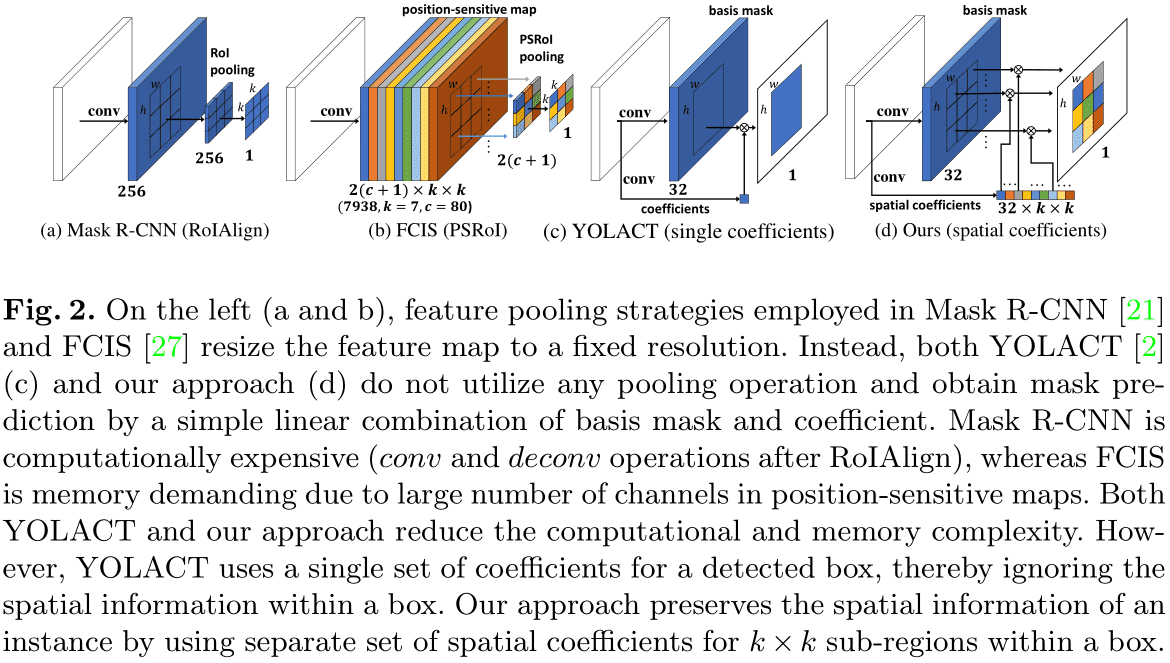 position-sensitive map
basis mask
basis mask
RoI
pooling
PSRoI
pooling
w
h
k
k
conv
256
256
1
w
h
k
k
conv
1
2(c + 1)
2(c + 1) × k × k
(7938, k = 7, c = 80)
w
h
conv
conv
32
1
coefficients
w
w
h
conv
conv
32
1
spatial coefficients
32 × k × k
(a) Mask R-CNN (RoIAlign)
(b) FCIS (PSRoI)
(c) YOLACT (single coefficients)
(d) Ours (spatial coefficients)
Fig. 2. On the left (a and b), feature pooling strategies employed in Mask R-CNN [21]
and FCIS [27] resize the feature map to a fixed resolution. Instead, both YOLACT [2]
(c) and our approach (d) do not utilize any pooling operation and obtain mask pre-
diction by a simple linear combination of basis mask and coefficient. Mask R-CNN is
computationally expensive (conv and deconv operations after RoIAlign), whereas FCIS
is memory demanding due to large number of channels in position-sensitive maps. Both
YOLACT and our approach reduce the computational and memory complexity. How-
ever, YOLACT uses a single set of coefficients for a detected box, thereby ignoring the
spatial information within a box. Our approach preserves the spatial information of an
instance by using separate set of spatial coefficients for k × k sub-regions within a box.